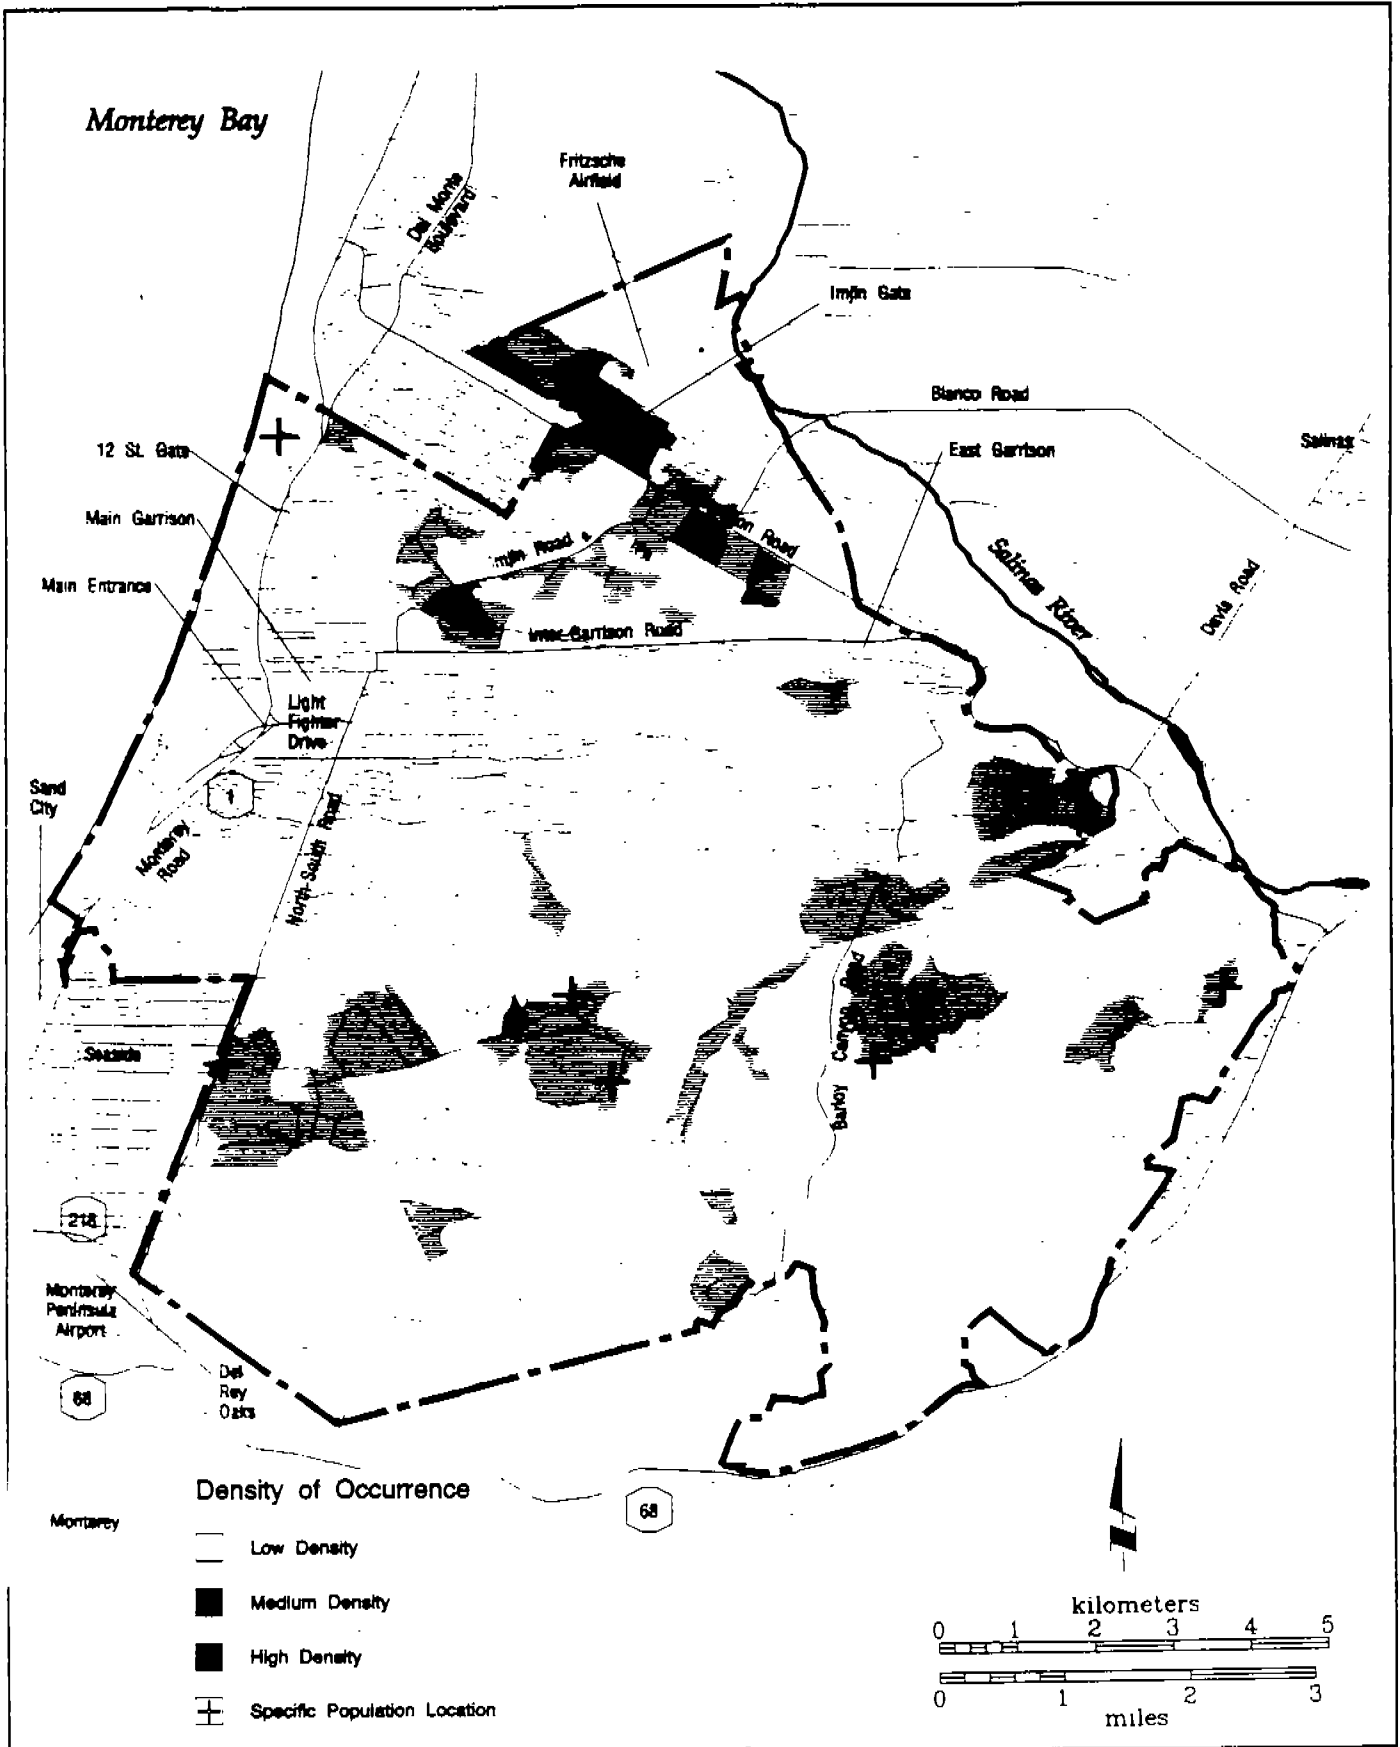 Monterey Bay
Fritzsche
Airfield
Del Monte
Boulevard
Imjin Gate
Blanco Road
12 St. Gate
East Garrison
Salinas
Main Garrison
Imjin Road
Road
Salinas River
Main Entrance
Davis Road
Inter-Garrison Road
Light
Fighter
Drive
Sand
City
1
Monterey
Road
North-South Road
Seaside
Barloy Canyon Road
218
Monterey
Peninsula
Airport
68
Del
Rey
Oaks
Density of Occurrence
Monterey
68
Low Density
Medium Density
High Density
Specific Population Location
kilometers
0 1 2 3 4 5
0 1 2 3
miles